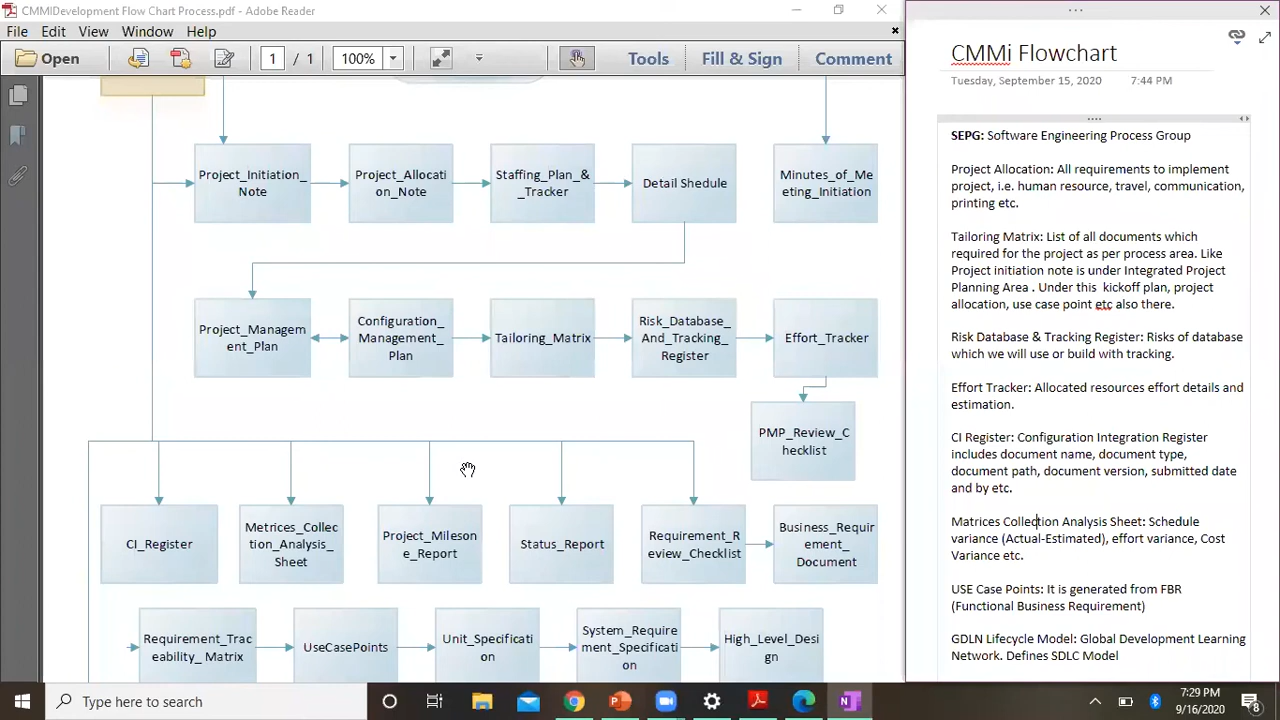 CMMIDevelopment Flow Chart Process.pdf - Adobe Reader
File Edit View Window Help
Open
1 / 1
100%
Tools Fill & Sign Comment
Project_Initiation_
Note
Project_Allocati
on_Note
Staffing_Plan_&
_Tracker
Detail Shedule
Minutes_of_Me
eting_Initiation
Project_Managem
ent_Plan
Configuration_
Management_
Plan
Tailoring_Matrix
Risk_Database_
And_Tracking_
Register
Effort_Tracker
PMP_Review_C
hecklist
CI_Register
Metrices_Collec
tion_Analysis_
Sheet
Project_Mileson
e_Report
Status_Report
Requirement_R
eview_Checklist
Business_Requir
ement_
Document
Requirement_Trac
eability_ Matrix
UseCasePoints
Unit_Specificati
on
System_Require
ment_Specificati
on
High_Level_Desi
gn
CMMi Flowchart
Tuesday, September 15, 2020 7:44 PM
SEPG: Software Engineering Process Group
Project Allocation: All requirements to implement
project, i.e. human resource, travel, communication,
printing etc.
Tailoring Matrix: List of all documents which
required for the project as per process area. Like
Project initiation note is under Integrated Project
Planning Area . Under this kickoff plan, project
allocation, use case point etc also there.
Risk Database & Tracking Register: Risks of database
which we will use or build with tracking.
Effort Tracker: Allocated resources effort details and
estimation.
CI Register: Configuration Integration Register
includes document name, document type,
document path, document version, submitted date
and by etc.
Matrices Collection Analysis Sheet: Schedule
variance (Actual-Estimated), effort variance, Cost
Variance etc.
USE Case Points: It is generated from FBR
(Functional Business Requirement)
GDLN Lifecycle Model: Global Development Learning
Network. Defines SDLC Model
Type here to search
7:29 PM
9/16/2020
8